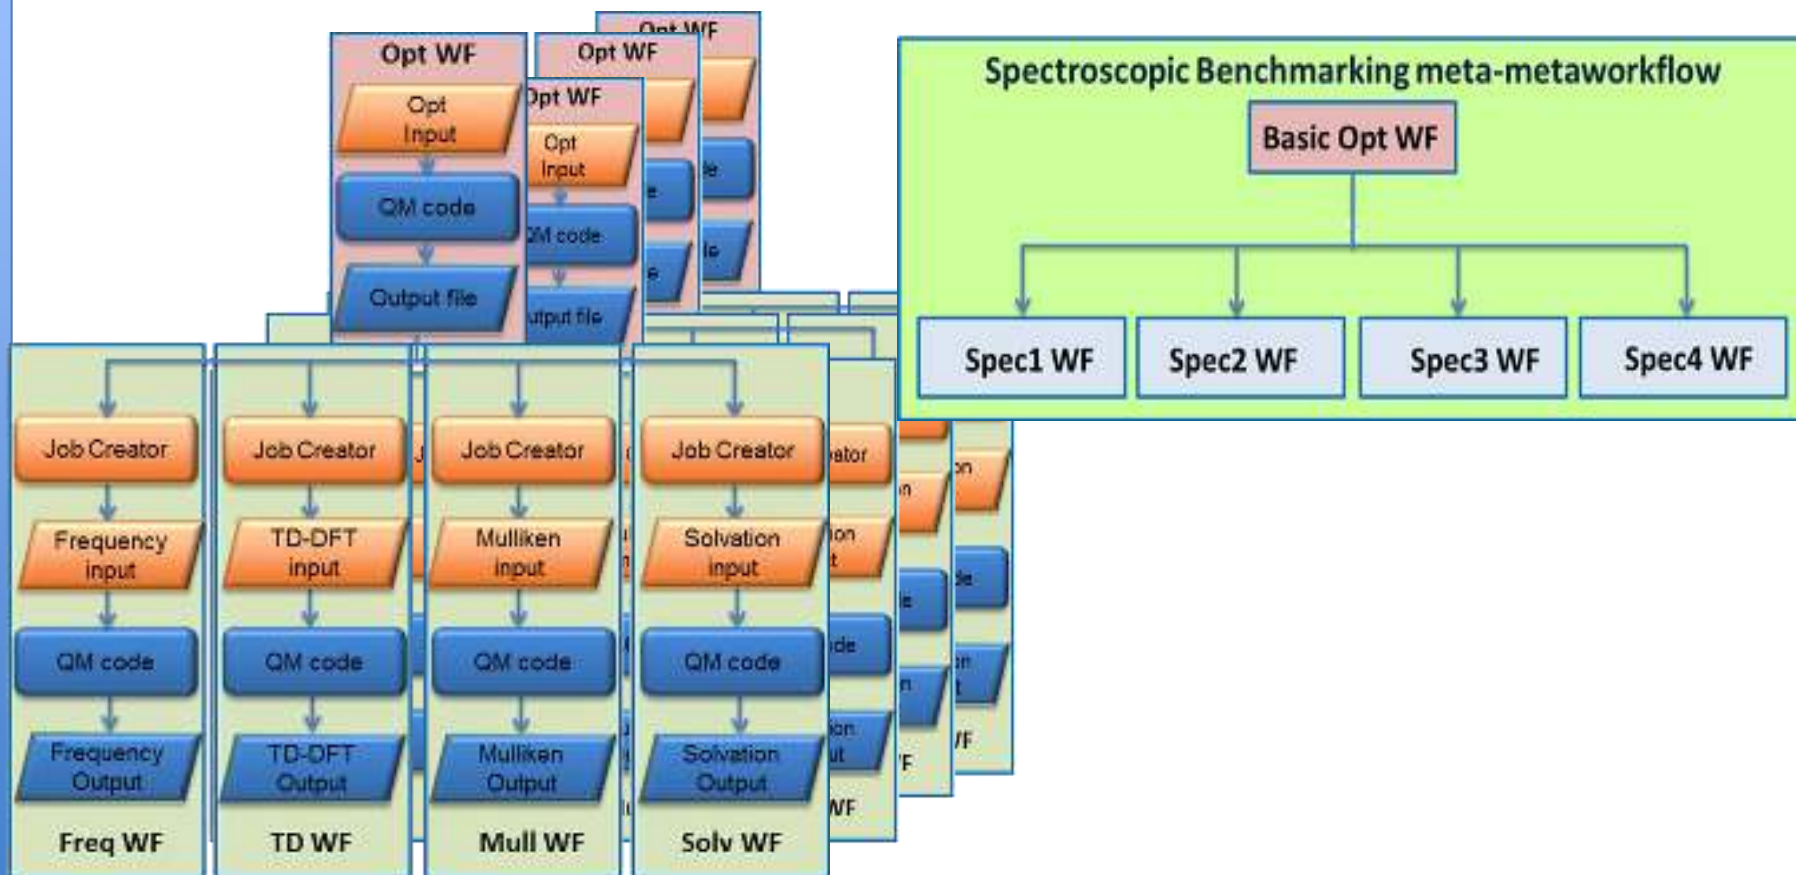 Opt WF
Opt
Input
QM code
Output file
Opt WF
Opt
Input
QM code
Opt WF
Opt WF
Spectroscopic Benchmarking meta-metaworkflow
Basic Opt WF
Spec1 WF
Spec2 WF
Spec3 WF
Spec4 WF
Job Creator
Frequency
input
QM code
Frequency
Output
Freq WF
Job Creator
TD-DFT
input
QM code
TD-DFT
Output
TD WF
Job Creator
Mulliken
input
QM code
Mulliken
Output
Mull WF
Job Creator
Solvation
input
QM code
Solvation
Output
Solv WF